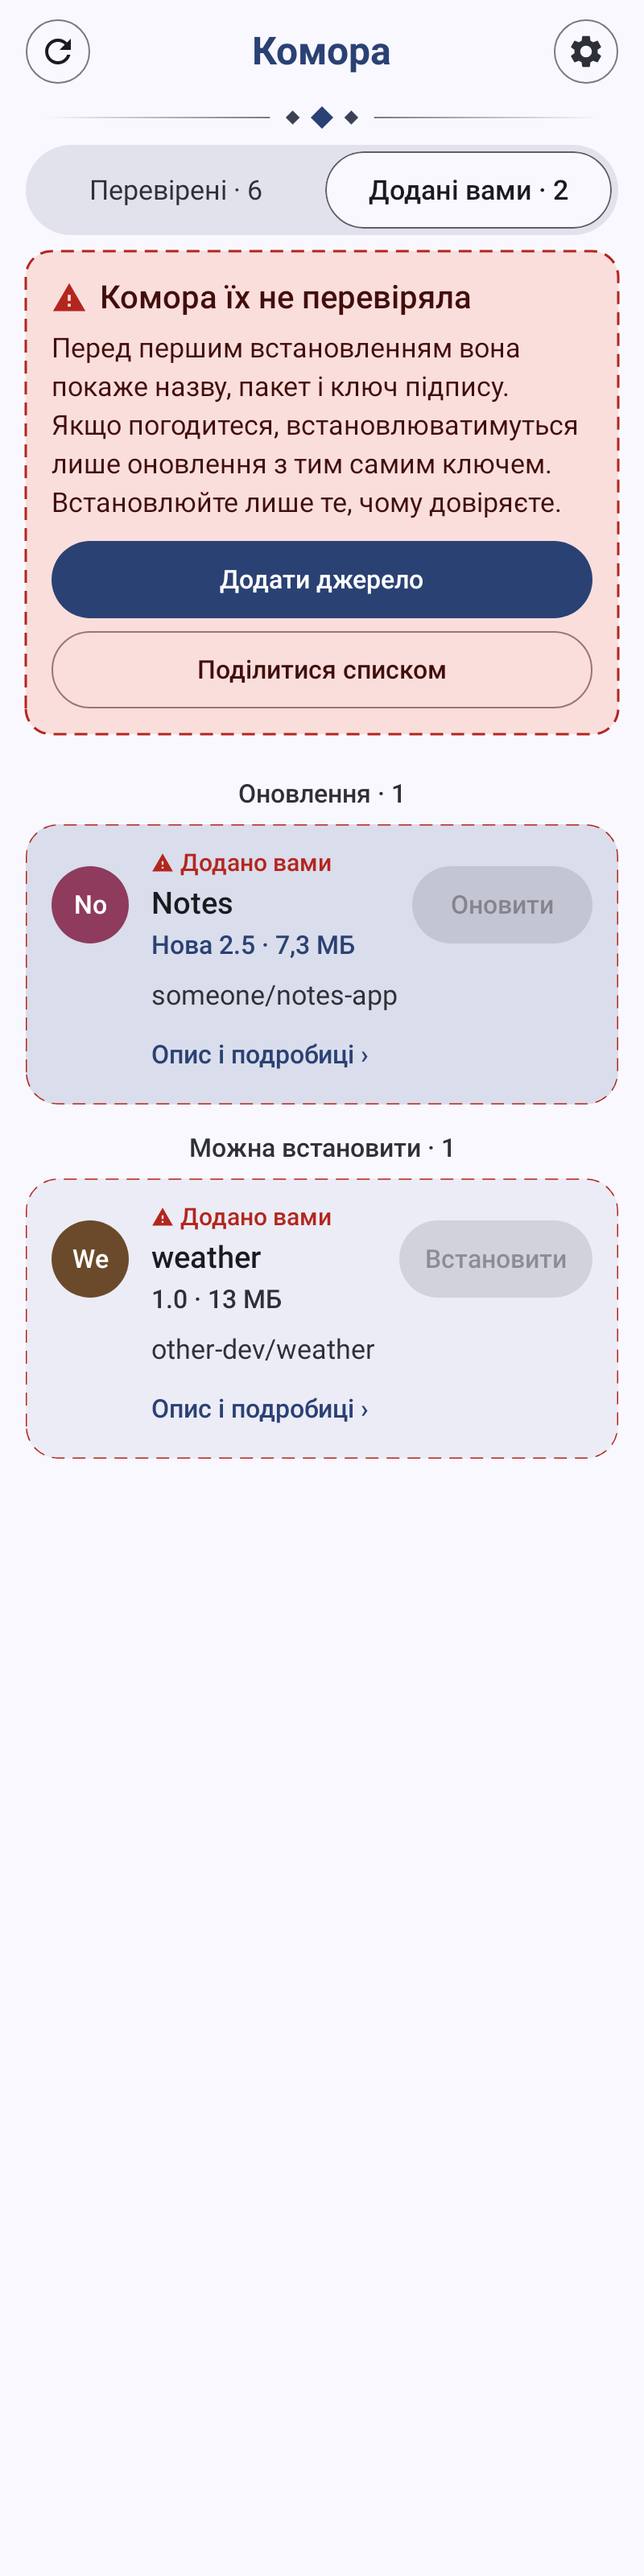 Комора
Перевірені · 6
Додані вами · 2
Комора їх не перевіряла
Перед першим встановленням вона
покаже назву, пакет і ключ підпису.
Якщо погодитеся, встановлюватимуться
лише оновлення з тим самим ключем.
Встановлюйте лише те, чому довіряєте.
Додати джерело
Поділитися списком
Оновлення · 1
No
Додано вами
Notes
Нова 2.5 · 7,3 МБ
someone/notes-app
Опис і подробиці ›
Оновити
Можна встановити · 1
We
Додано вами
weather
1.0 · 13 МБ
other-dev/weather
Опис і подробиці ›
Встановити